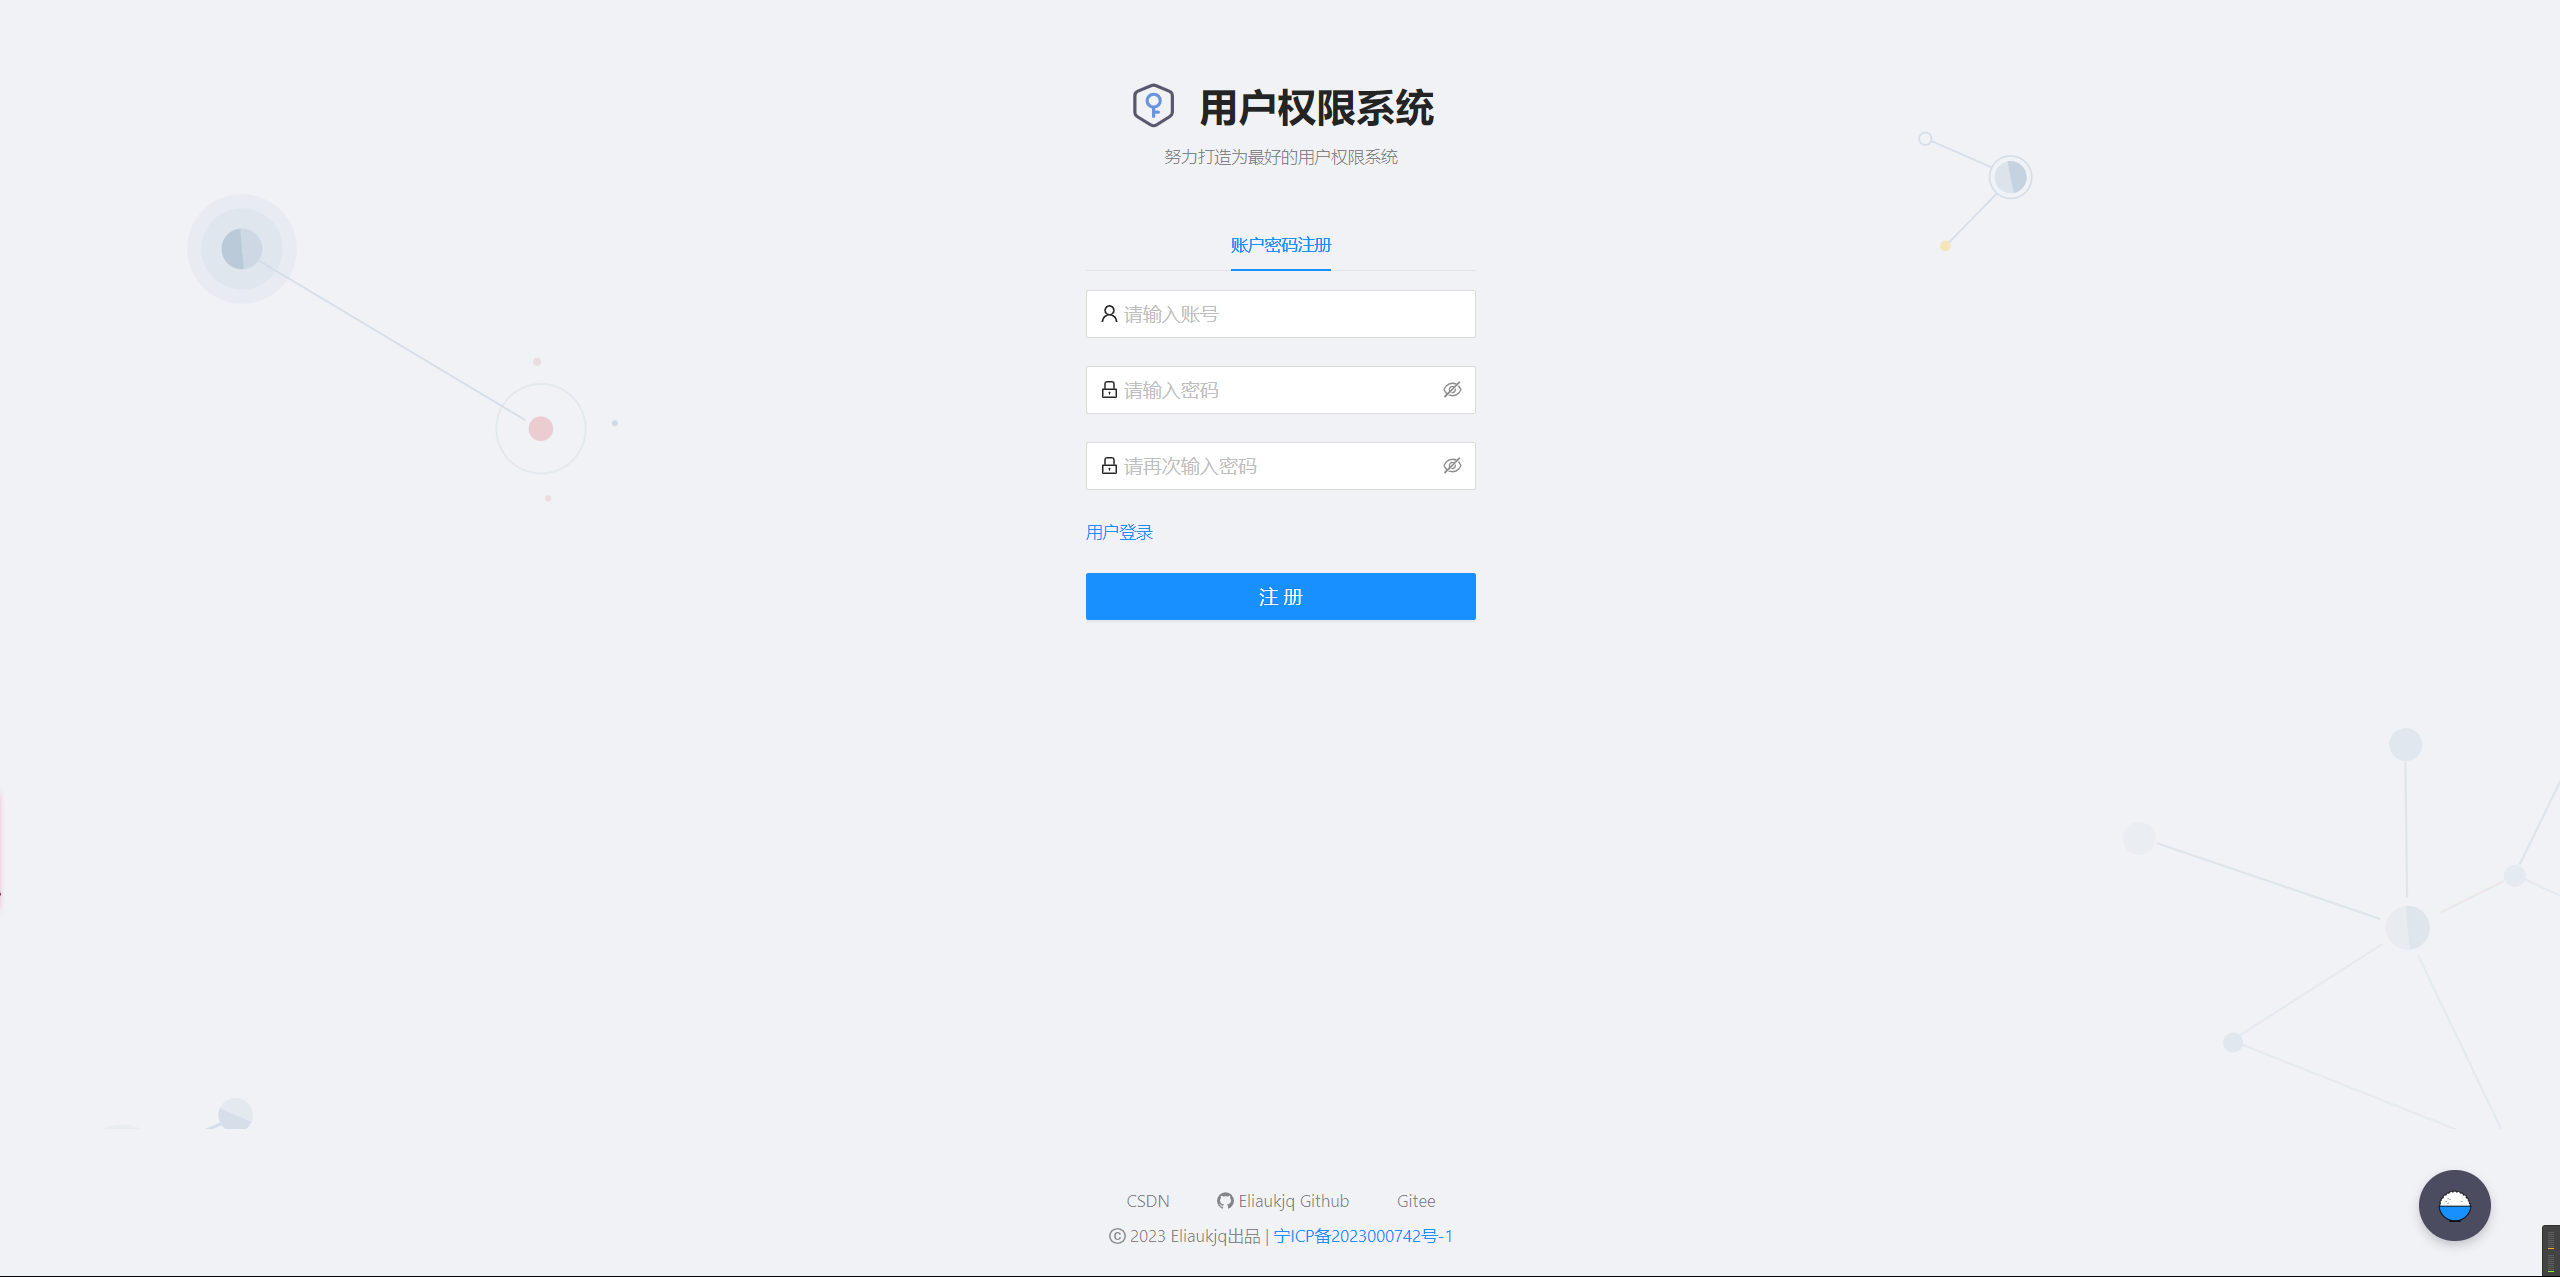 用户权限系统
努力打造为最好的用户权限系统
账户密码注册
请输入账号
请输入密码
请再次输入密码
用户登录
注 册
CSDN Eliaukjq Github Gitee
© 2023 Eliaukjq出品 | 宁ICP备2023000742号-1